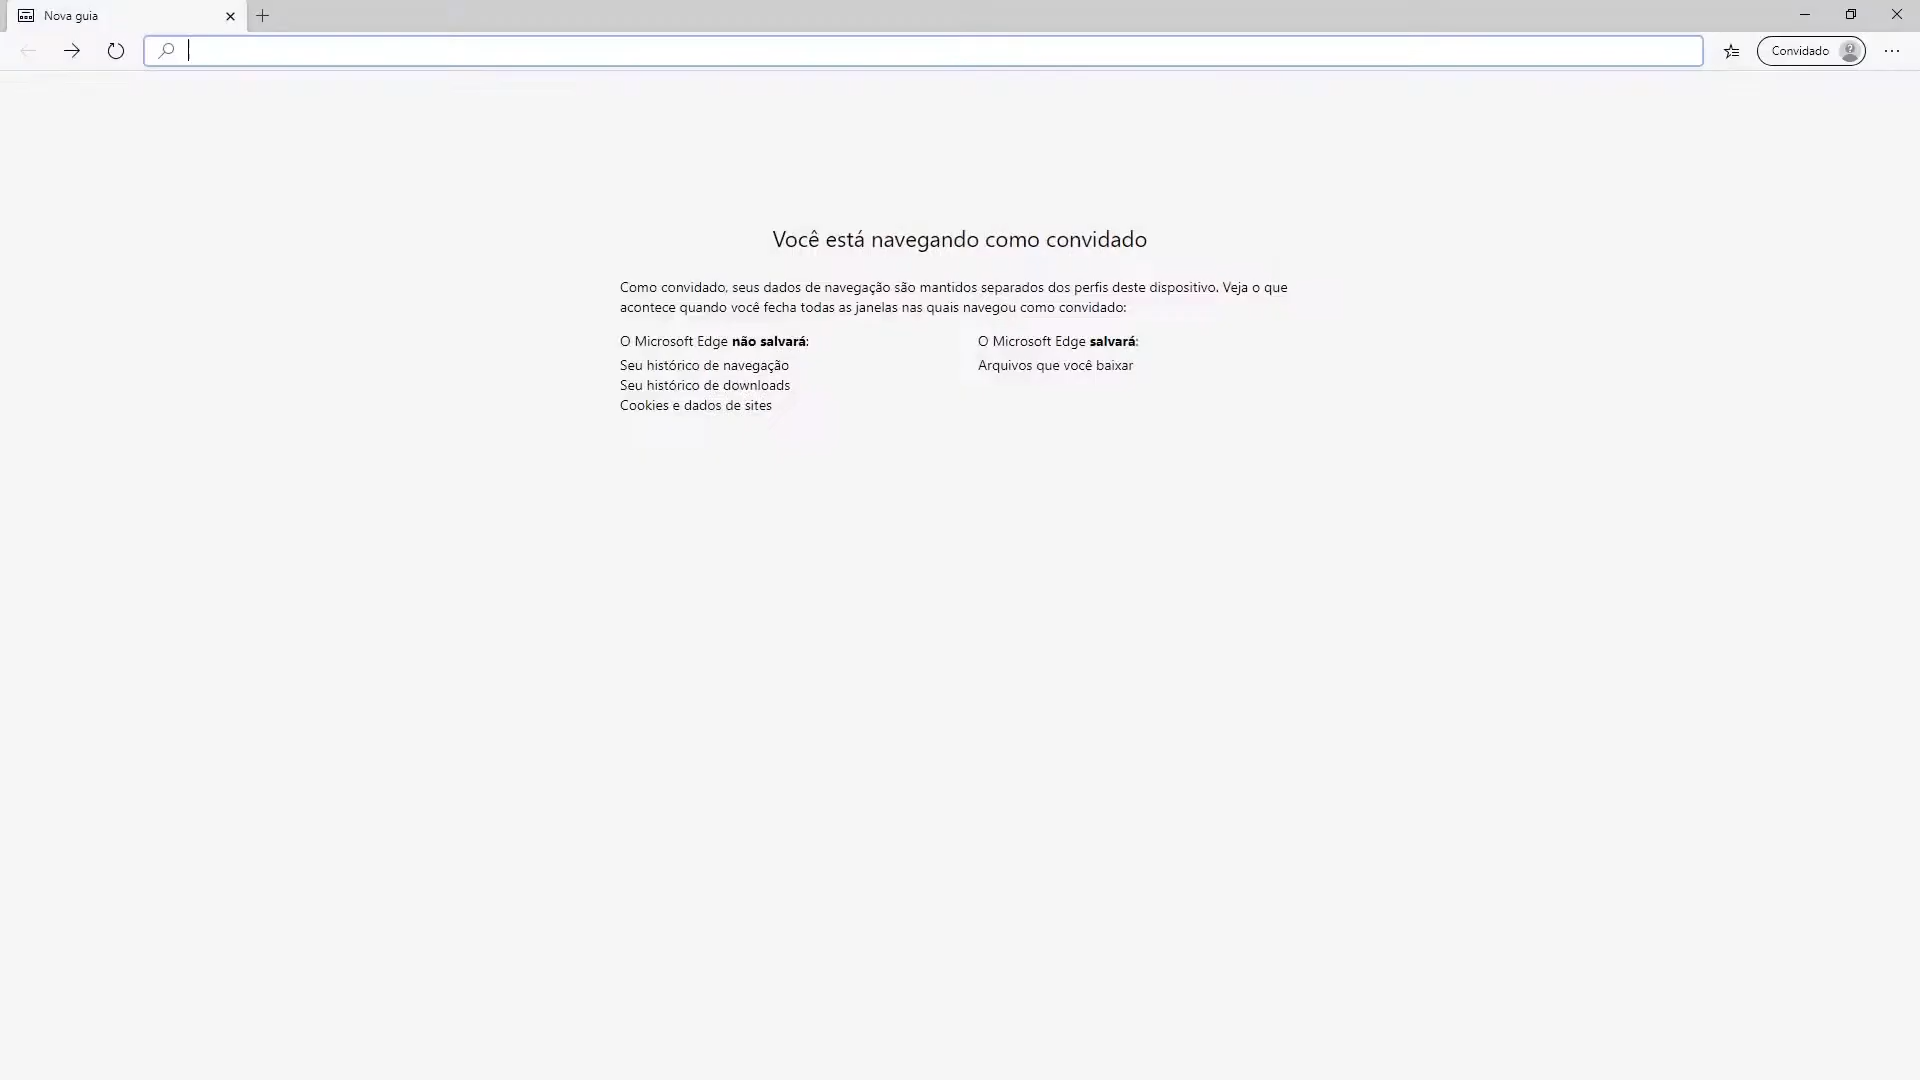 Nova guia
Convidado
Você está navegando como convidado
Como convidado, seus dados de navegação são mantidos separados dos perfis deste dispositivo. Veja o que
acontece quando você fecha todas as janelas nas quais navegou como convidado:
O Microsoft Edge não salvará:
Seu histórico de navegação
Seu histórico de downloads
Cookies e dados de sites
O Microsoft Edge salvará:
Arquivos que você baixar